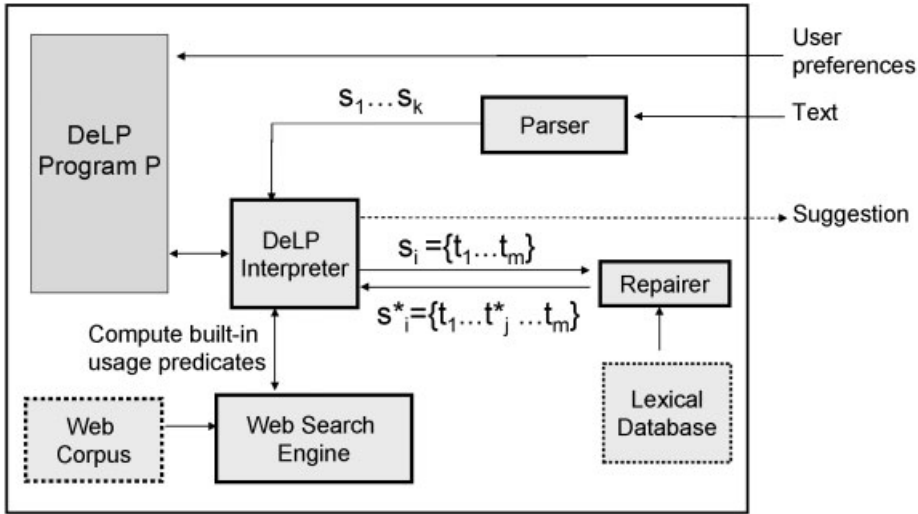 User
preferences
s₁...sₖ
Parser
Text
DeLP
Program P
Suggestion
DeLP
Interpreter
sᵢ ={t₁...tₘ}
Repairer
s*ᵢ={t₁...t*ⱼ ...tₘ}
Compute built-in
usage predicates
Lexical
Database
Web
Corpus
Web Search
Engine